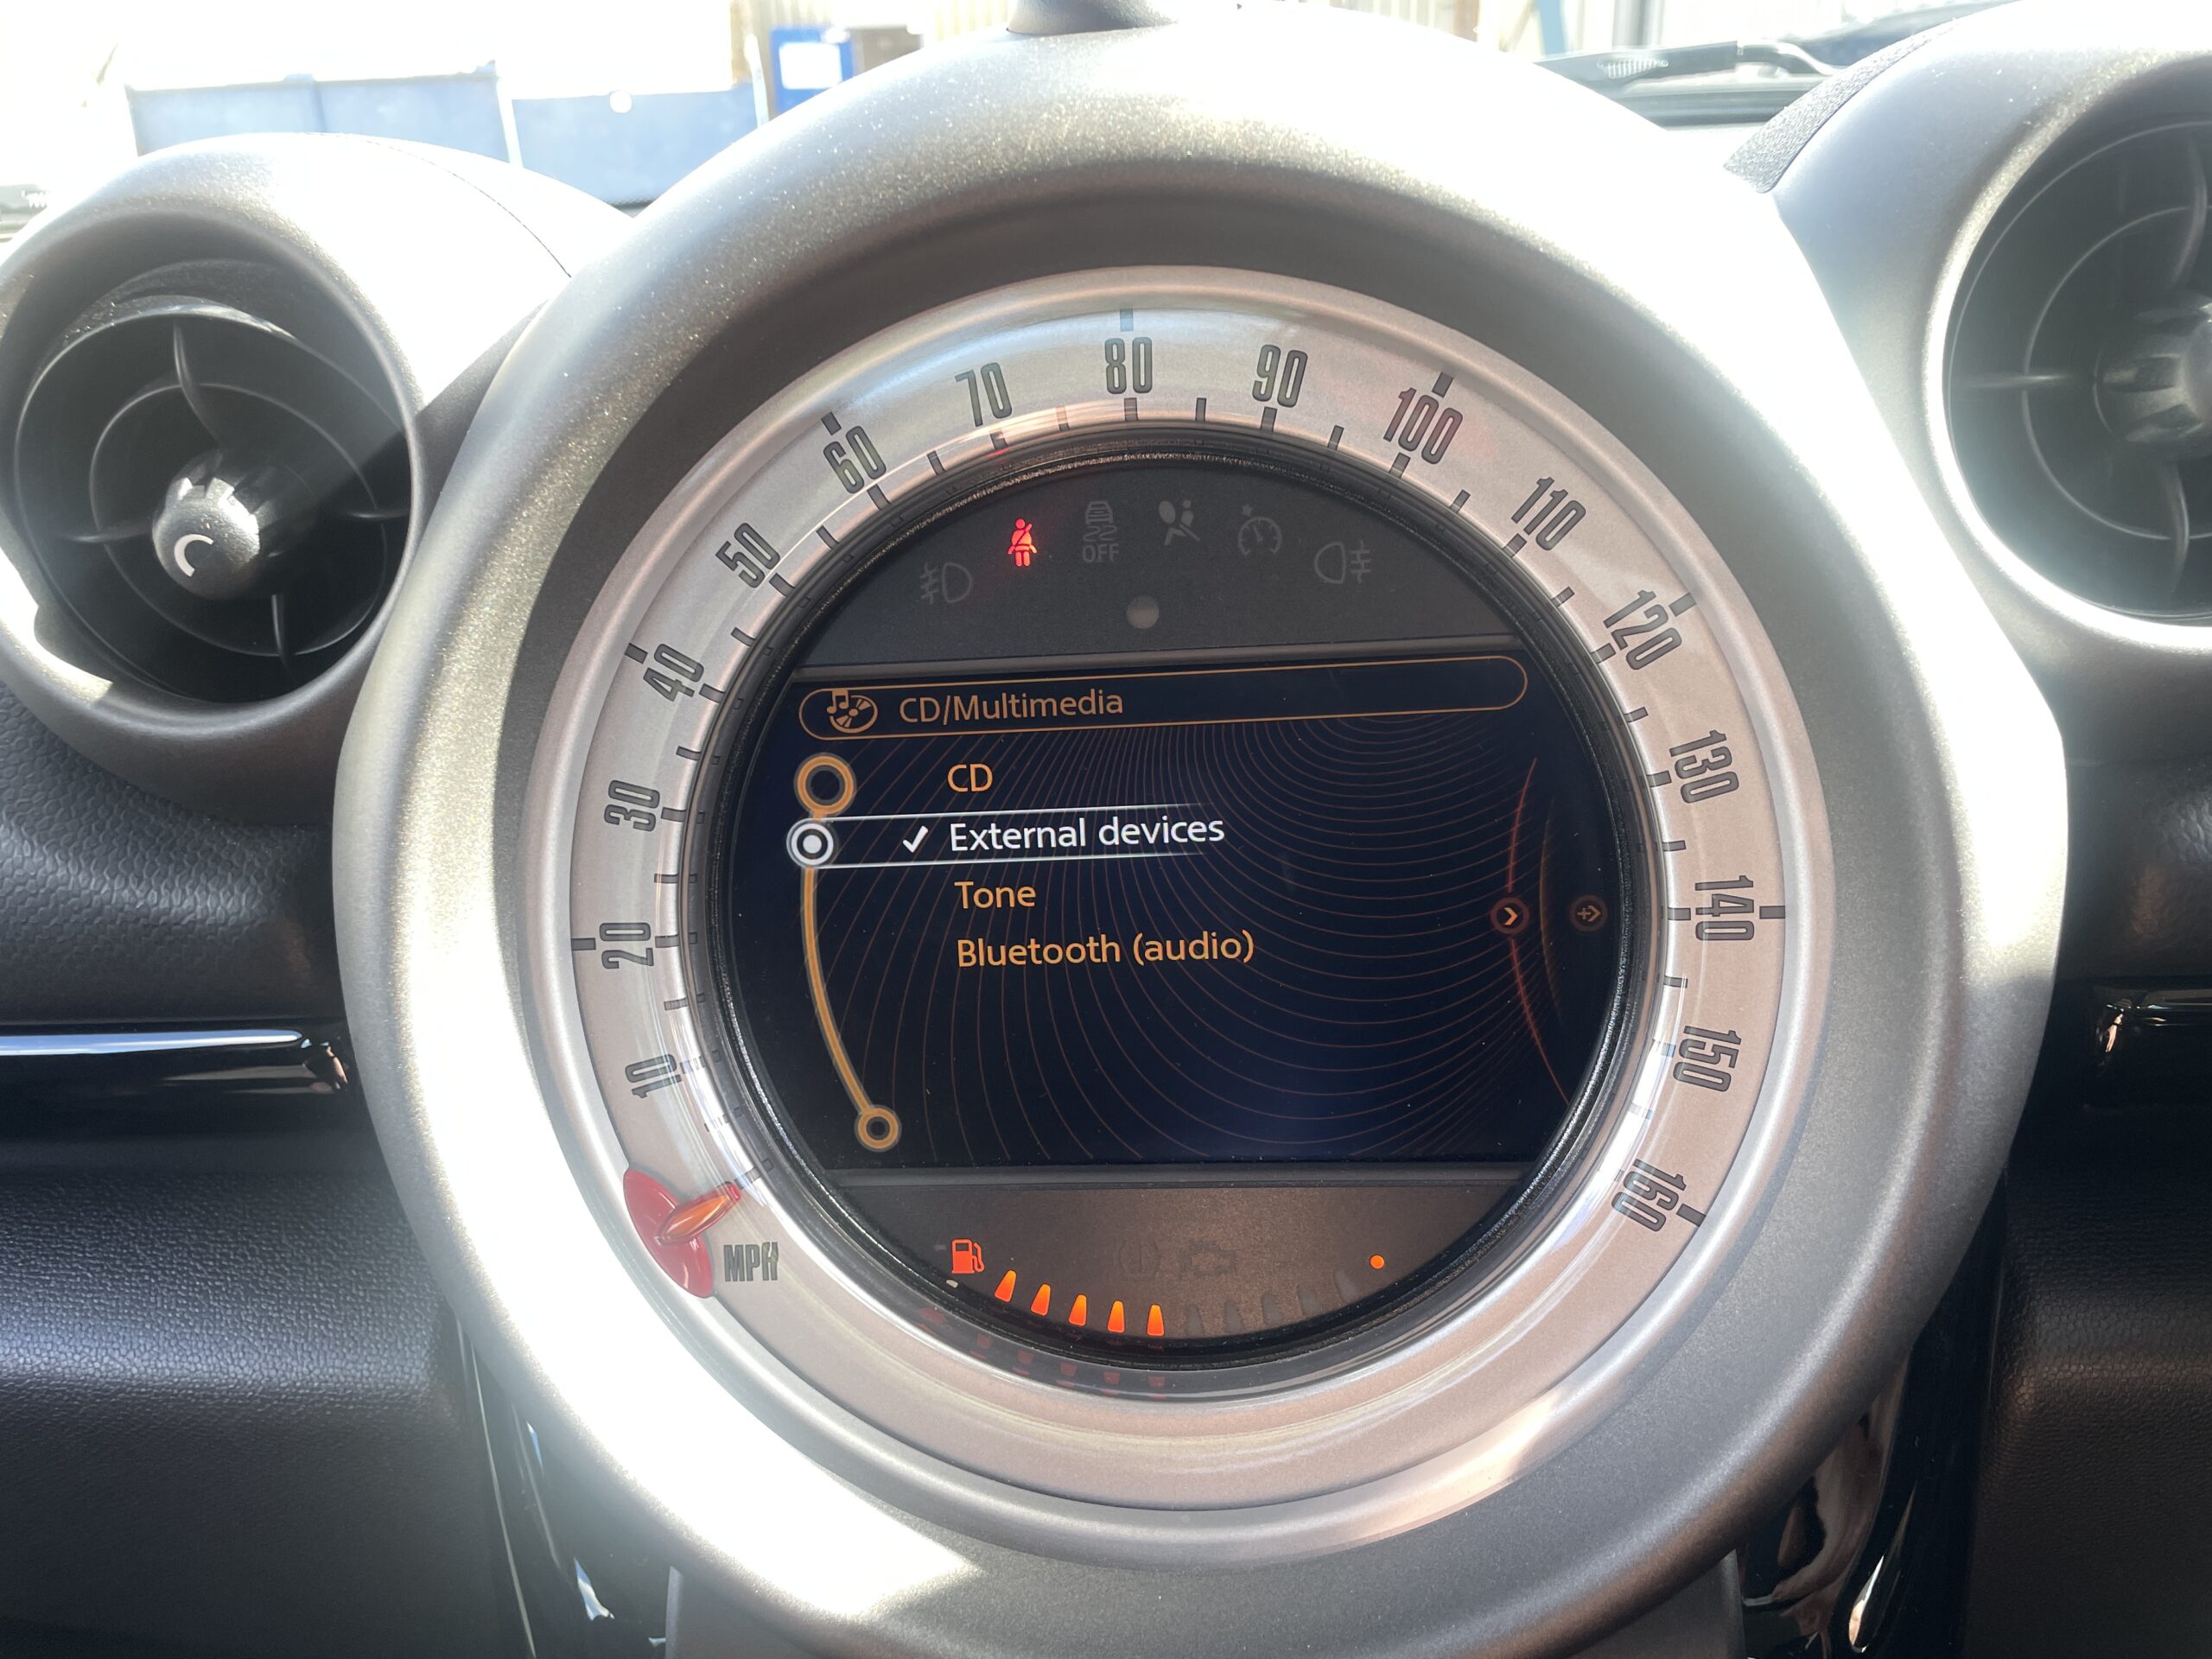 10
20
30
40
50
60
70
80
90
100
110
120
130
140
150
160
MPH
OFF
CD/Multimedia
CD
✓ External devices
Tone
Bluetooth (audio)